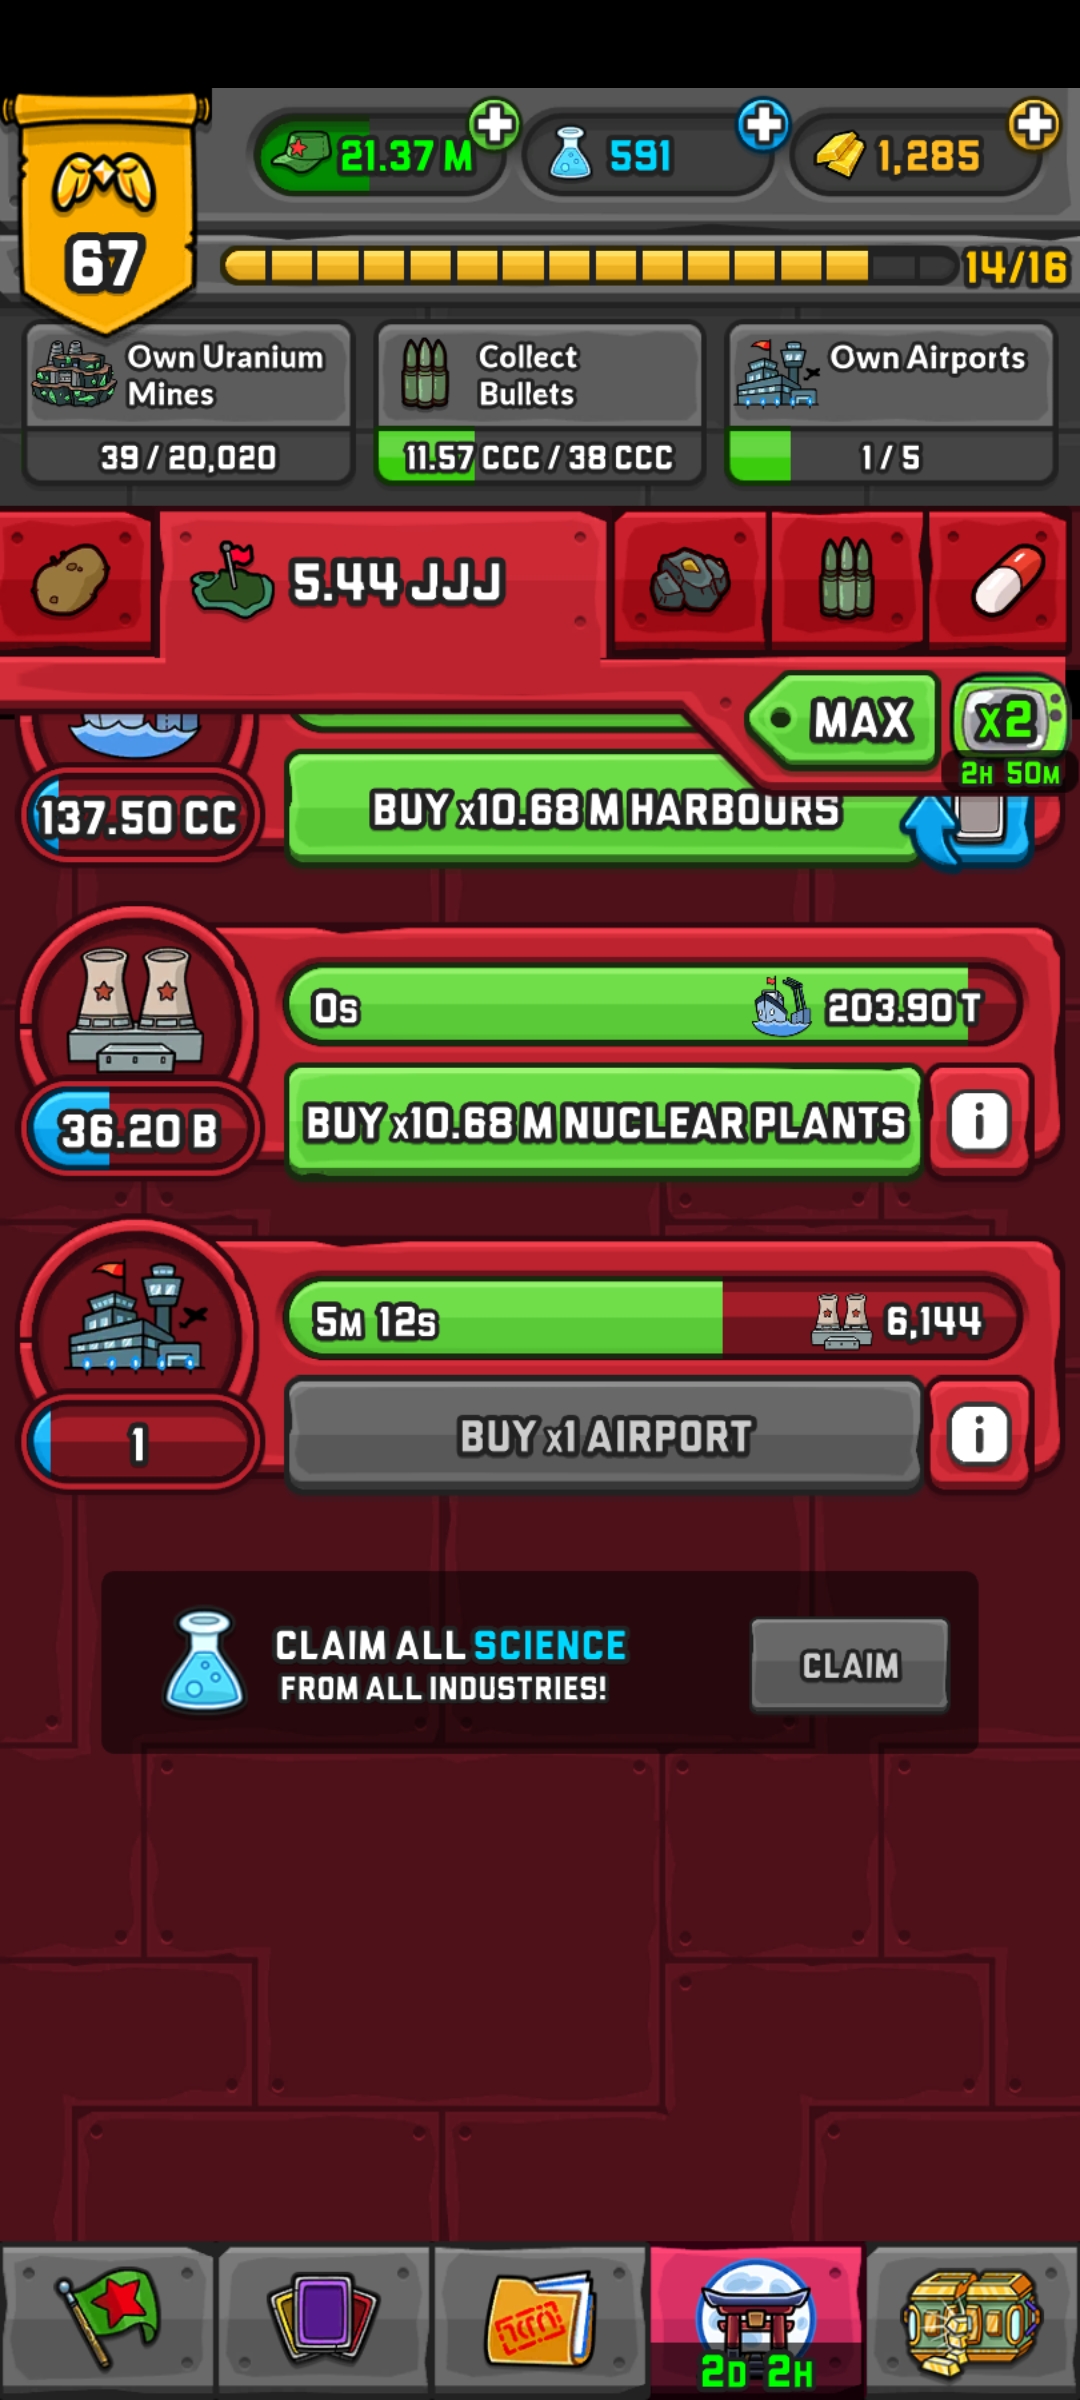 21.37 M
591
1,285
67
14/16
Own Uranium
Mines
39 / 20,020
Collect
Bullets
11.57 CCC / 38 CCC
Own Airports
1 / 5
5.44 JJJ
MAX
x2
2H 50M
137.50 CC
BUY x10.68 M HARBOURS
0s
203.90 T
36.20 B
BUY x10.68 M NUCLEAR PLANTS
i
5M 12s
6,144
1
BUY x1 AIRPORT
i
CLAIM ALL SCIENCE
FROM ALL INDUSTRIES!
CLAIM
2D 2H